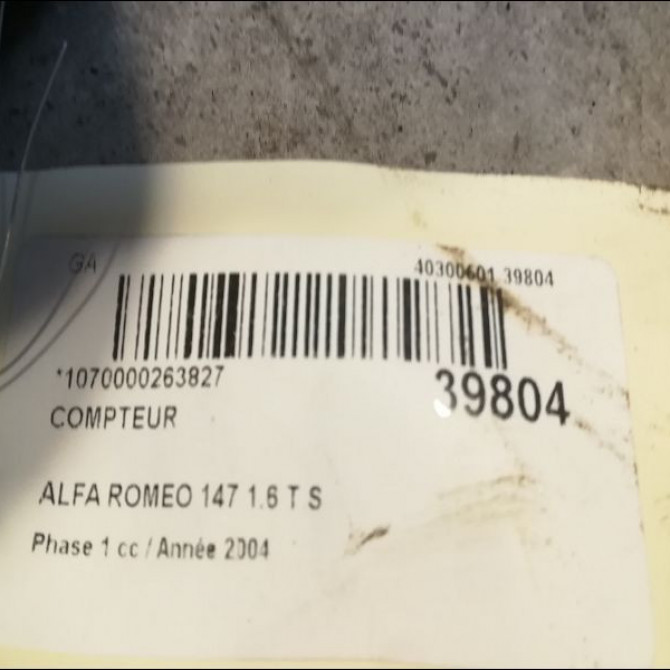 GA 40300601 39804
*1070000263827 39804
COMPTEUR
ALFA ROMEO 147 1.6 T S
Phase 1 cc / Année 2004